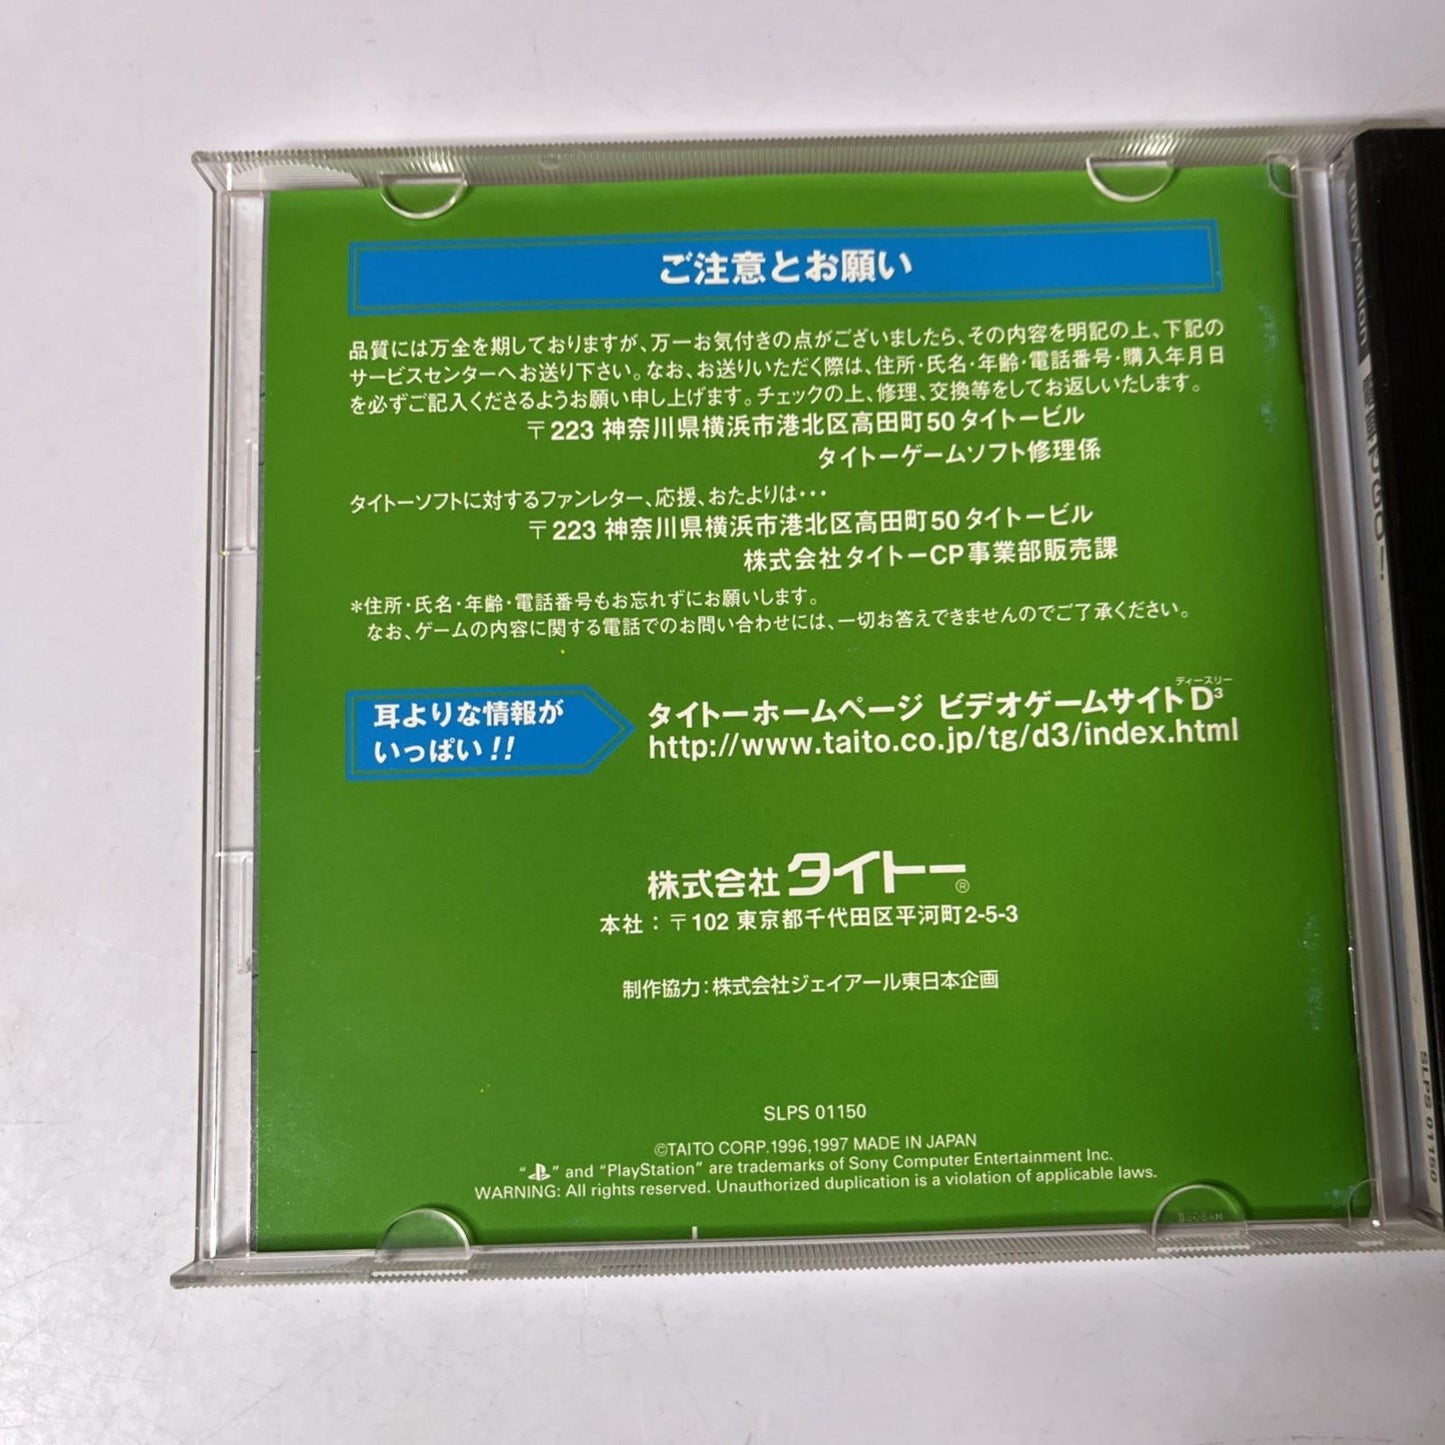 ご注意とお願い
品質には万全を期しておりますが、万一お気付きの点がございましたら、その内容を明記の上、下記の
サービスセンターへお送り下さい。なお、お送りいただく際は、住所・氏名・年齢・電話番号・購入年月日
を必ずご記入くださるようお願い申し上げます。チェックの上、修理、交換等をしてお返しいたします。
〒223 神奈川県横浜市港北区高田町50 タイトービル
タイトーゲームソフト修理係
タイトーソフトに対するファンレター、応援、おたよりは・・・
〒223 神奈川県横浜市港北区高田町50 タイトービル
株式会社タイトーCP事業部販売課
*住所・氏名・年齢・電話番号もお忘れずにお願いします。
なお、ゲームの内容に関する電話でのお問い合わせには、一切お答えできませんのでご了承ください。
耳よりな情報が
いっぱい!!
ディースリー
タイトーホームページ ビデオゲームサイトD³
http://www.taito.co.jp/tg/d3/index.html
株式会社 タイトー®
本社：〒102 東京都千代田区平河町2-5-3
制作協力：株式会社ジェイアール東日本企画
SLPS 01150
©TAITO CORP.1996,1997 MADE IN JAPAN
" " and "PlayStation" are trademarks of Sony Computer Entertainment Inc.
WARNING: All rights reserved. Unauthorized duplication is a violation of applicable laws.
PlayStation
SLPS 01150